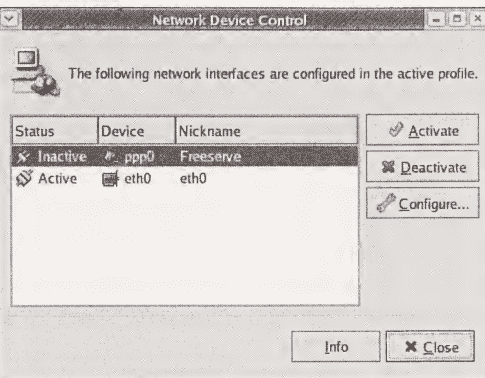 Network Device Control
The following network interfaces are configured in the active profile.
Status Device Nickname
Inactive ppp0 Freeserve
Active eth0 eth0
Activate
Deactivate
Configure...
Info
Close